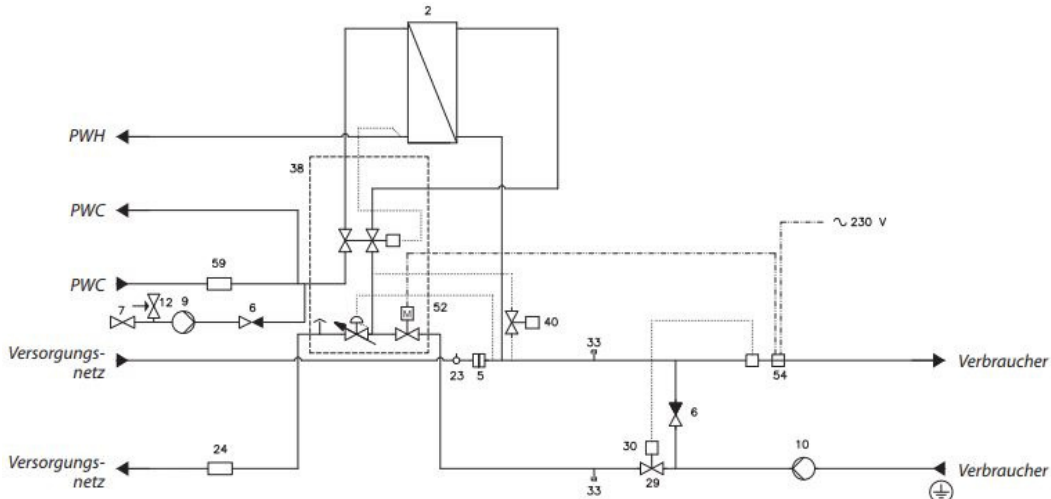 2
PWH
38
PWC
~ 230 V
59
PWC
12
9
6
7
52
M
40
Versorgungs-
netz
23
5
33
54
Verbraucher
6
24
30
10
Versorgungs-
netz
33
29
Verbraucher